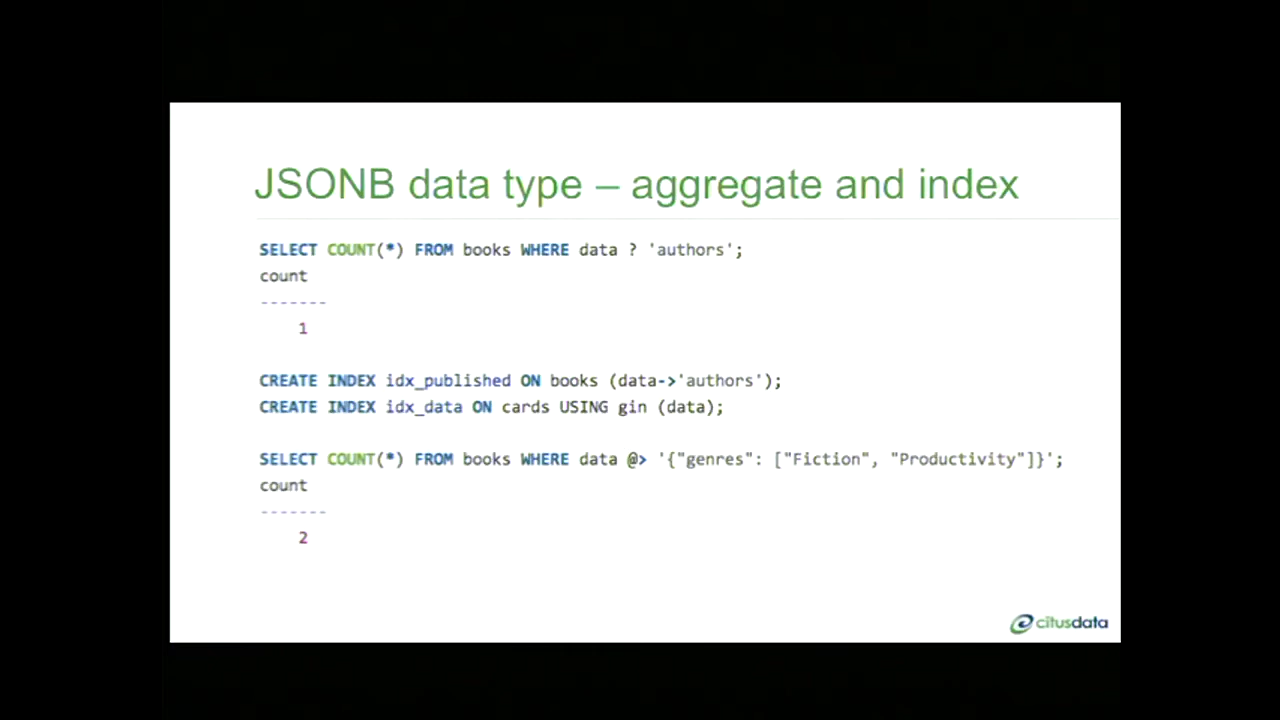 JSONB data type – aggregate and index
SELECT COUNT(*) FROM books WHERE data ? 'authors';
count
-------
1
CREATE INDEX idx_published ON books (data->'authors');
CREATE INDEX idx_data ON cards USING gin (data);
SELECT COUNT(*) FROM books WHERE data @> '{"genres": ["Fiction", "Productivity"]}';
count
-------
2
citusdata